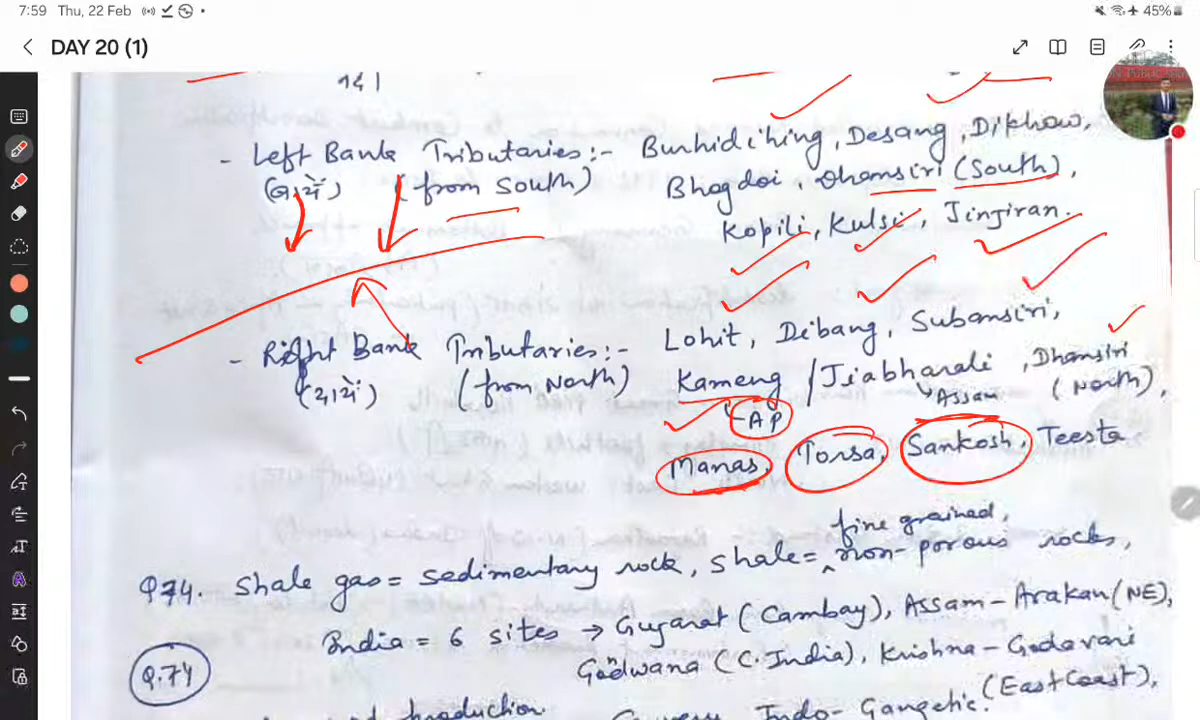 7:59 Thu, 22 Feb
45%
DAY 20 (1)
- Left Bank Tributaries:- Burhidihing, Desang, Dikhow,
(बायें) (from South) Bhogdoi, Dhansiri (South),
Kopili, Kulsi, Jinjiran.
- Right Bank Tributaries:- Lohit, Dibang, Subansiri,
(दायें) (from North) Kameng / Jiabharali, Dhansiri
AP Assam (North),
Manas, Torsa, Sankosh, Teesta
fine grained,
Q74. Shale gas = sedimentary rock, Shale = non-porous rocks,
India = 6 sites → Gujarat (Cambay), Assam-Arakan (NE),
Q.74 Godwana (C. India), Krishna-Godavari
(East Coast),
production Indo-Gangetic.